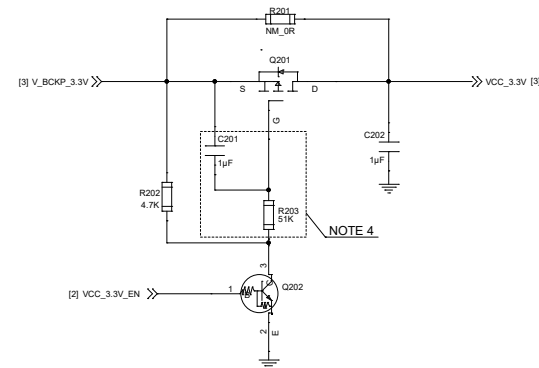 R201
NM_0R
Q201
[3] V_BCKP_3.3V
VCC_3.3V [3]
S
D
G
C201
1µF
C202
1µF
R202
4.7K
R203
51K
NOTE 4
3
C
[2] VCC_3.3V_EN
1
B
Q202
2
E